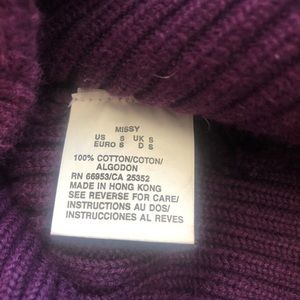 MISSY
US S UK S
EURO S D S
100% COTTON/COTON/
ALGODON
RN 66953/CA 25352
MADE IN HONG KONG
SEE REVERSE FOR CARE/
INSTRUCTIONS AU DOS/
INSTRUCCIONES AL REVES